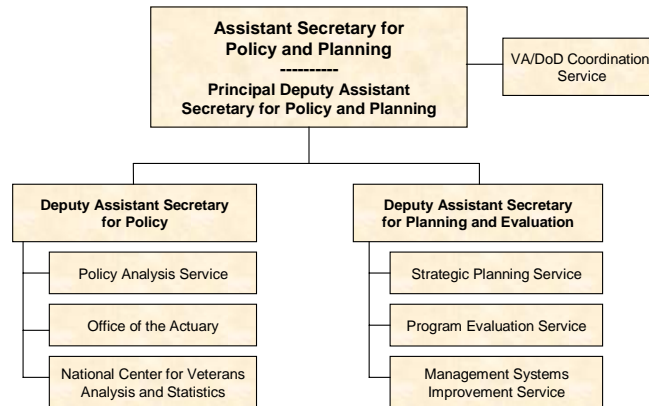 Assistant Secretary for
Policy and Planning
----------
Principal Deputy Assistant
Secretary for Policy and Planning
VA/DoD Coordination
Service
Deputy Assistant Secretary
for Policy
Policy Analysis Service
Office of the Actuary
National Center for Veterans
Analysis and Statistics
Deputy Assistant Secretary
for Planning and Evaluation
Strategic Planning Service
Program Evaluation Service
Management Systems
Improvement Service